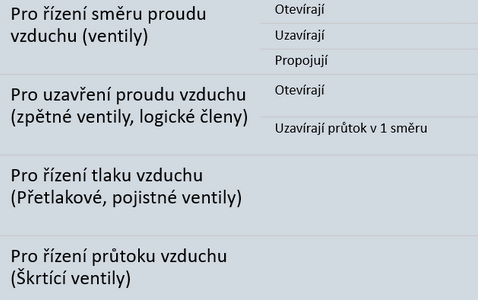 Pro řízení směru proudu
vzduchu (ventily)
Otevírají
Uzavírají
Propojují
Pro uzavření proudu vzduchu
(zpětné ventily, logické členy)
Otevírají
Uzavírají průtok v 1 směru
Pro řízení tlaku vzduchu
(Přetlakové, pojistné ventily)
Pro řízení průtoku vzduchu
(Škrtící ventily)